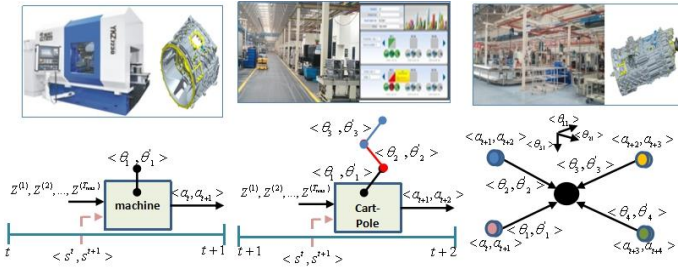 < θ₁ , θ′₁ >
Z⁽¹⁾, Z⁽²⁾, ..., Z⁽ᵀᵐᵃˣ⁾
machine
< aₜ, aₜ₊₁ >
< sᵗ, sᵗ⁺¹ >
t
t+1
< θ₃ , θ′₃ >
< θ₂ , θ′₂ >
< θ₁ , θ′₁ >
Z⁽¹⁾, Z⁽²⁾, ..., Z⁽ᵀᵐᵃˣ⁾
Cart-
Pole
< aₜ₊₁, aₜ₊₂ >
< sᵗ, sᵗ⁺¹ >
t+1
t+2
< θ₁₁ >
< aₜ₊₁, aₜ₊₂ >
< aₜ₊₂, aₜ₊₃ >
< θ₃ , θ′₃ >
< θ₂ , θ′₂ >
< θ₄ , θ′₄ >
< aₜ, aₜ₊₁ >
< θ₁ , θ′₁ >
< aₜ₊₃, aₜ₊₄ >